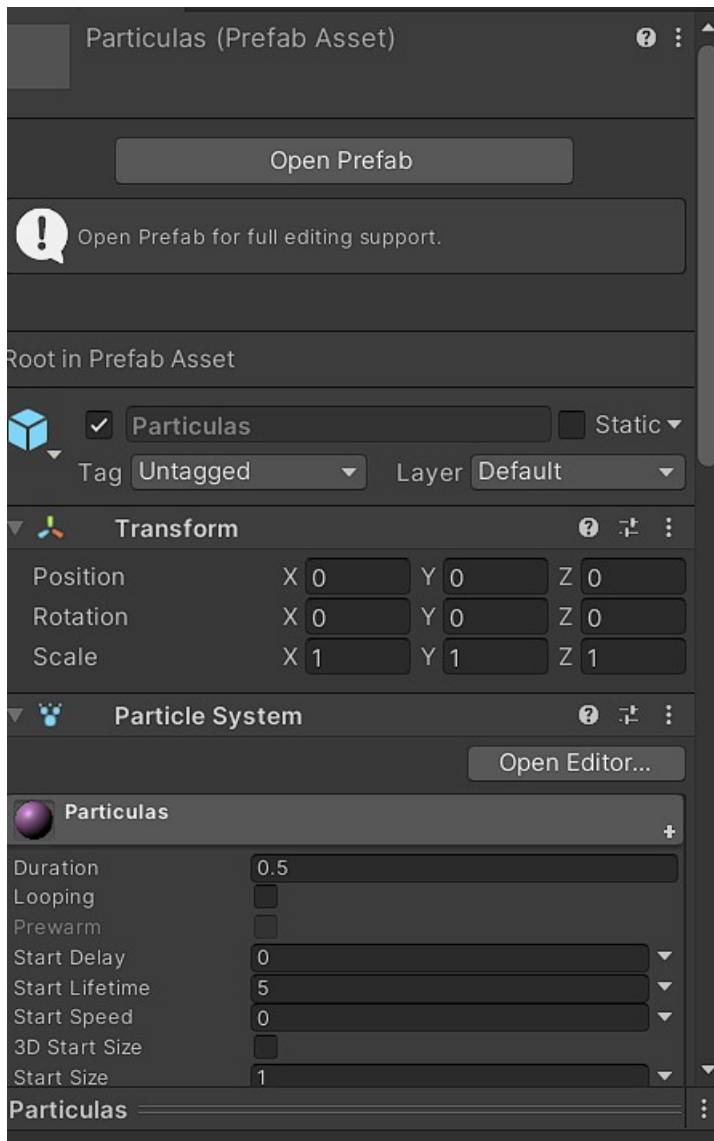 Particulas (Prefab Asset)
Open Prefab
Open Prefab for full editing support.
Root in Prefab Asset
Particulas Static
Tag Untagged Layer Default
Transform
Position X 0 Y 0 Z 0
Rotation X 0 Y 0 Z 0
Scale X 1 Y 1 Z 1
Particle System
Open Editor...
Particulas
Duration 0.5
Looping
Prewarm
Start Delay 0
Start Lifetime 5
Start Speed 0
3D Start Size
Start Size 1
Particulas